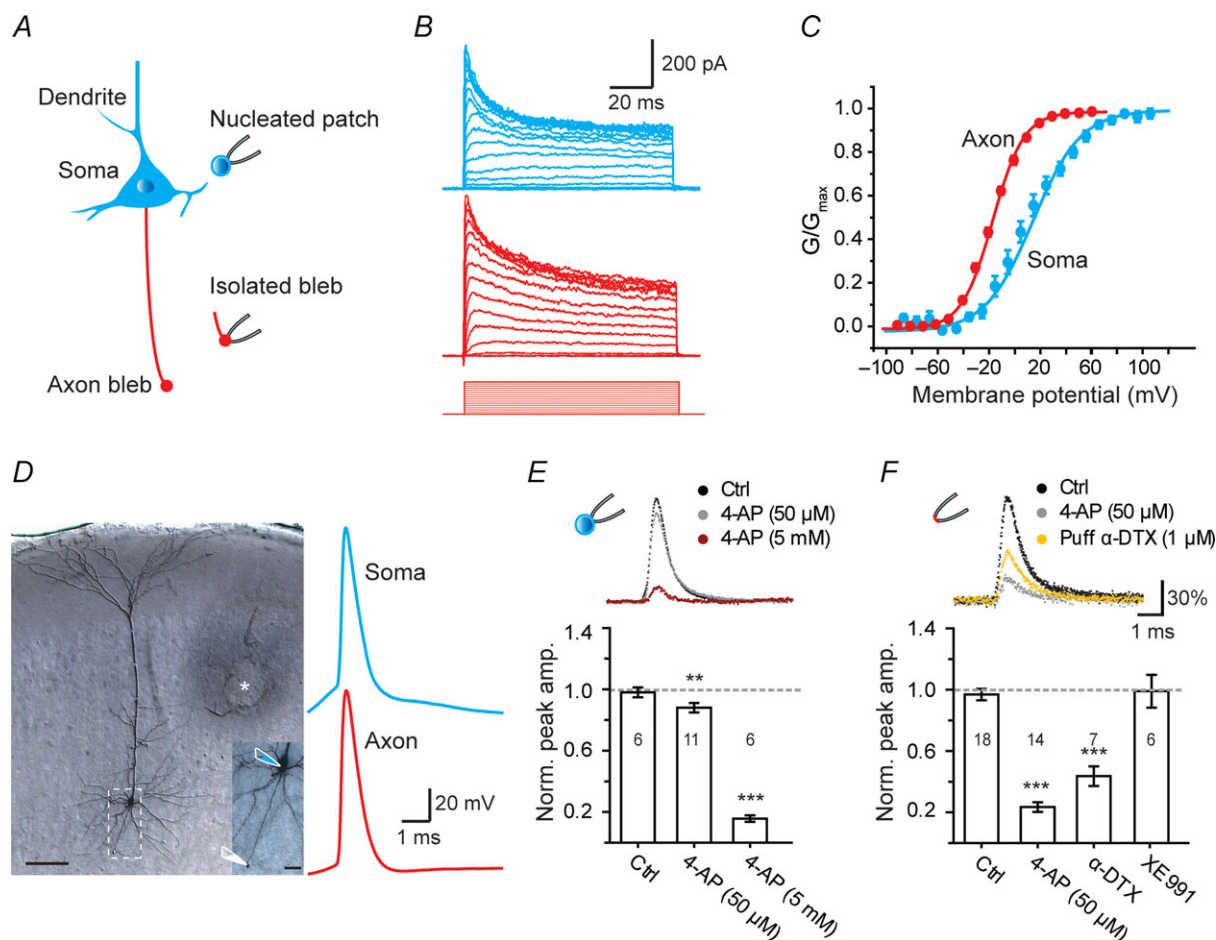 A
Dendrite
Soma
Axon bleb
Nucleated patch
Isolated bleb
B
200 pA
20 ms
C
1.0
0.8
0.6
0.4
0.2
0.0
G/Gmax
Axon
Soma
−100
−60
−20
20
60
100
Membrane potential (mV)
D
*
Soma
Axon
20 mV
1 ms
E
Ctrl
4-AP (50 µM)
4-AP (5 mM)
1.4
1.0
0.6
0.2
Norm. peak amp.
**
***
6
11
6
Ctrl
4-AP (50 µM)
4-AP (5 mM)
F
Ctrl
4-AP (50 µM)
Puff α-DTX (1 µM)
30%
1 ms
1.4
1.0
0.6
0.2
Norm. peak amp.
18
14
7
6
***
***
Ctrl
4-AP (50 µM)
α-DTX
XE991